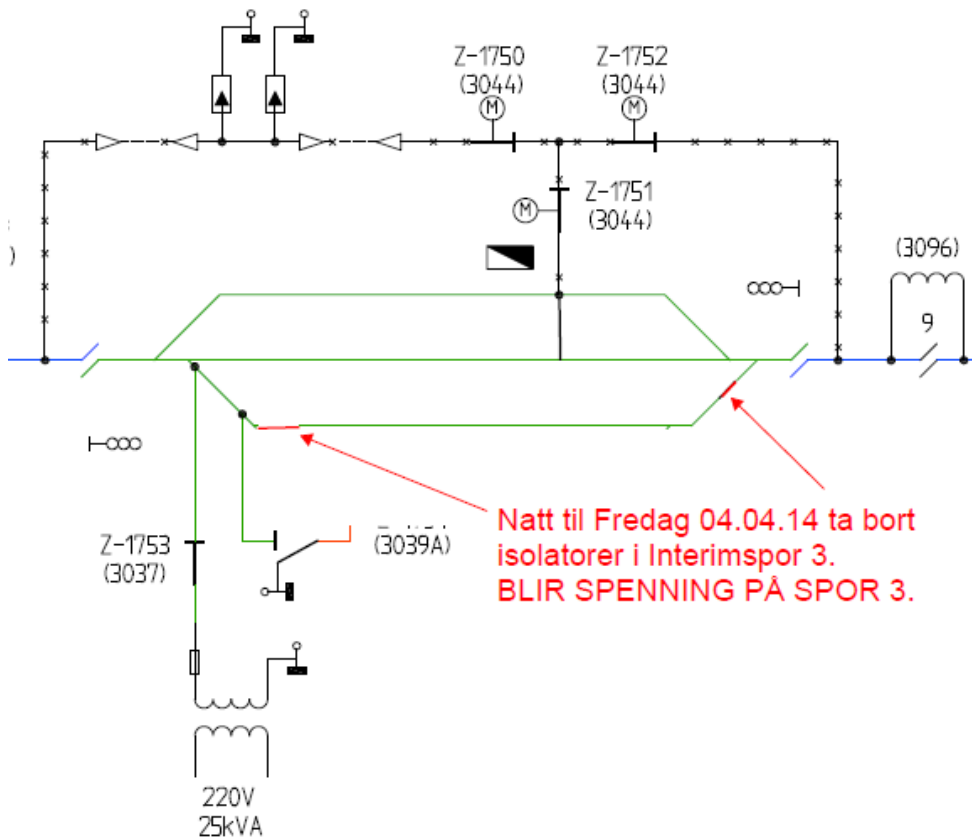 Z-1750
(3044)
M
Z-1752
(3044)
M
Z-1751
(3044)
M
)
(3096)
9
Z-1753
(3037)
(3039A)
Natt til Fredag 04.04.14 ta bort
isolatorer i Interimspor 3.
BLIR SPENNING PÅ SPOR 3.
220V
25kVA